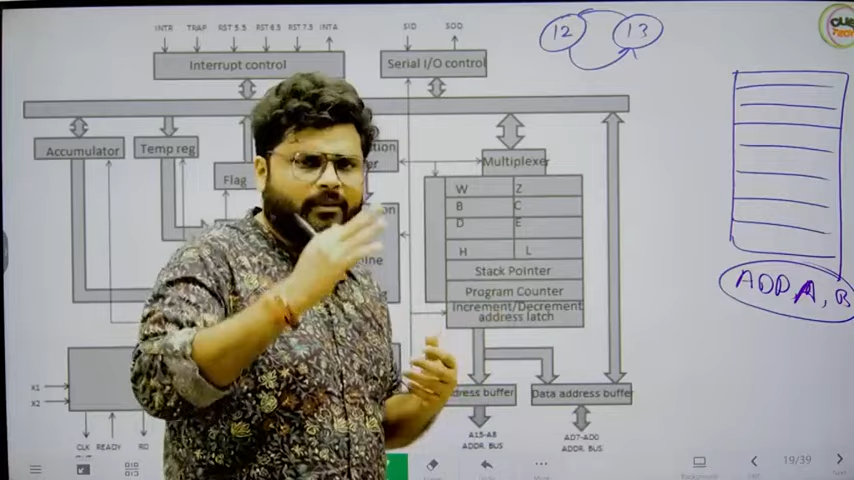 INTR TRAP RST 5.5 RST 6.5 RST 7.5 INTA
SID SOD
12 13
Interrupt control
Serial I/O control
Accumulator
Temp reg
Flag
Multiplexer
W Z
B C
D E
H L
Stack Pointer
Program Counter
Increment/Decrement
address latch
ADD A, B
X1
X2
Data address buffer
CLK READY RD
A15-A8
ADDR. BUS
AD7-AD0
ADDR. BUS
19/39